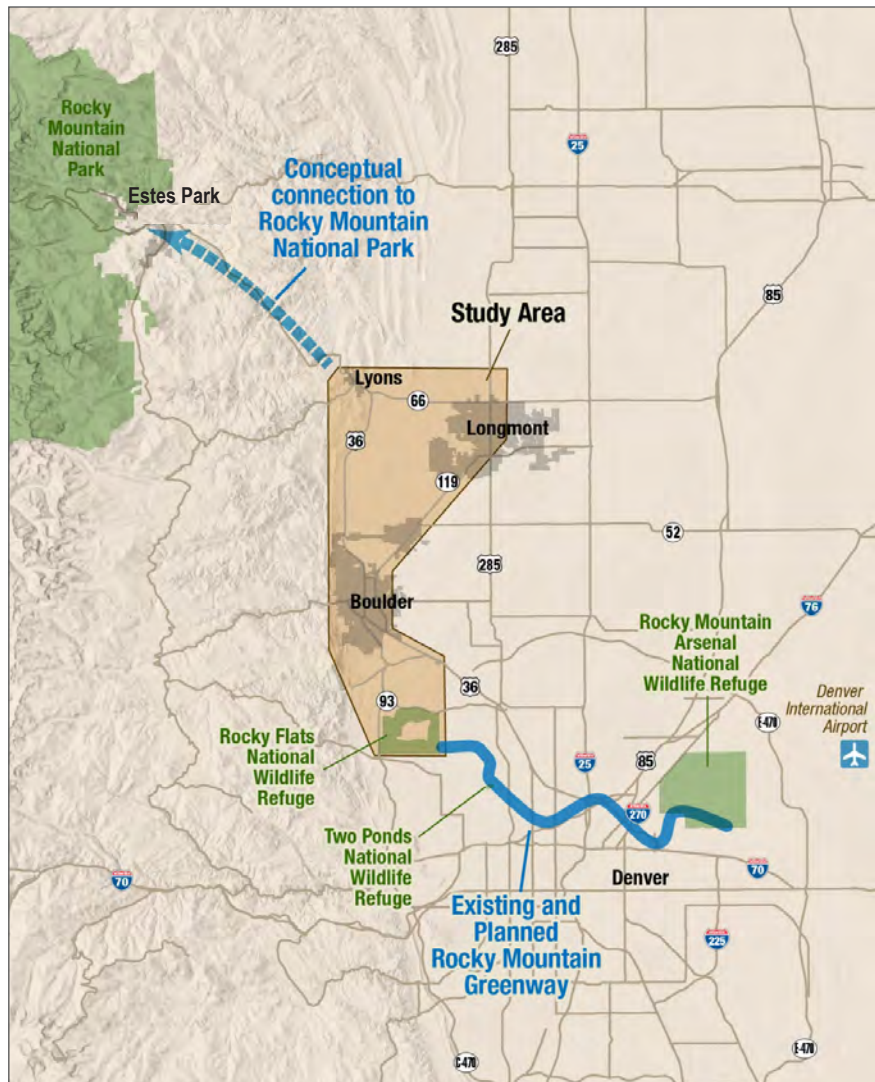 285
Rocky
Mountain
National
Park
25
Conceptual
connection to
Rocky Mountain
National Park
Estes Park
85
Study Area
Lyons
66
Longmont
36
119
52
285
Boulder
76
Rocky Mountain
Arsenal
National
Wildlife Refuge
36
93
Denver
International
Airport
E-470
Rocky Flats
National
Wildlife
Refuge
25
85
270
Two Ponds
National
Wildlife
Refuge
70
70
Denver
Existing and
Planned
Rocky Mountain
Greenway
225
C-470
E-470